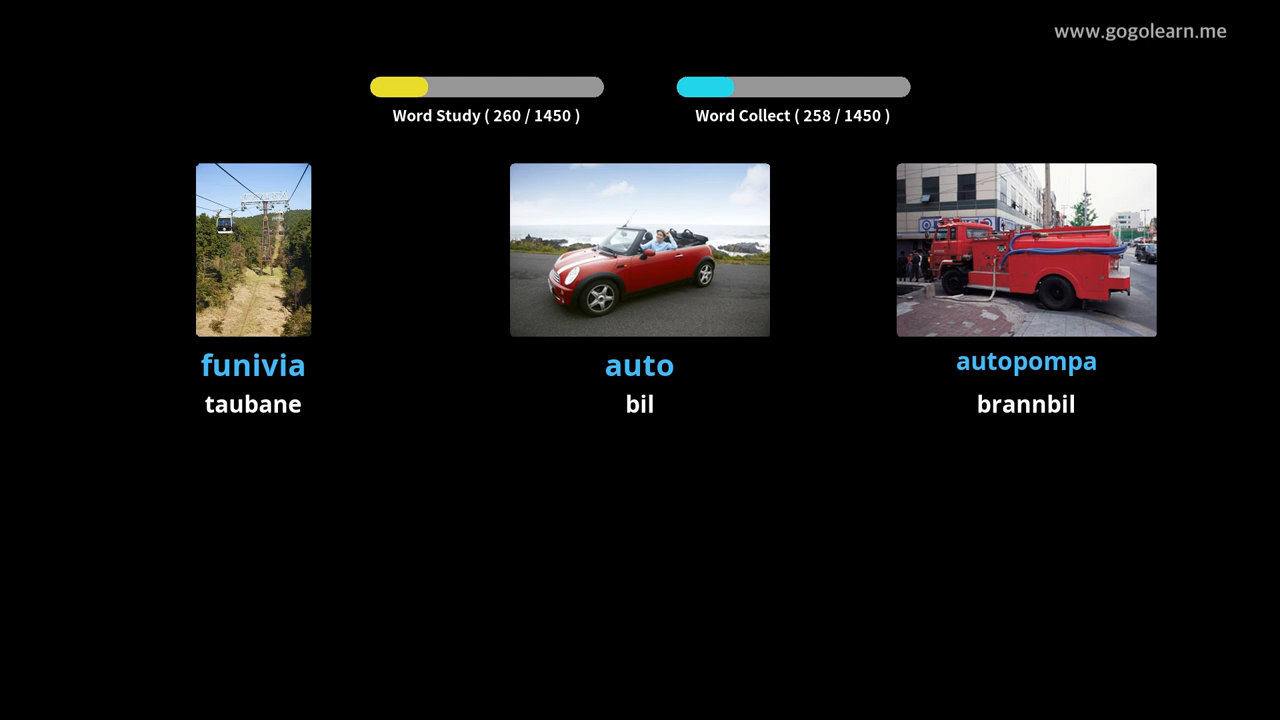 www.gogolearn.me
Word Study ( 260 / 1450 )
Word Collect ( 258 / 1450 )
funivia
taubane
auto
bil
autopompa
brannbil